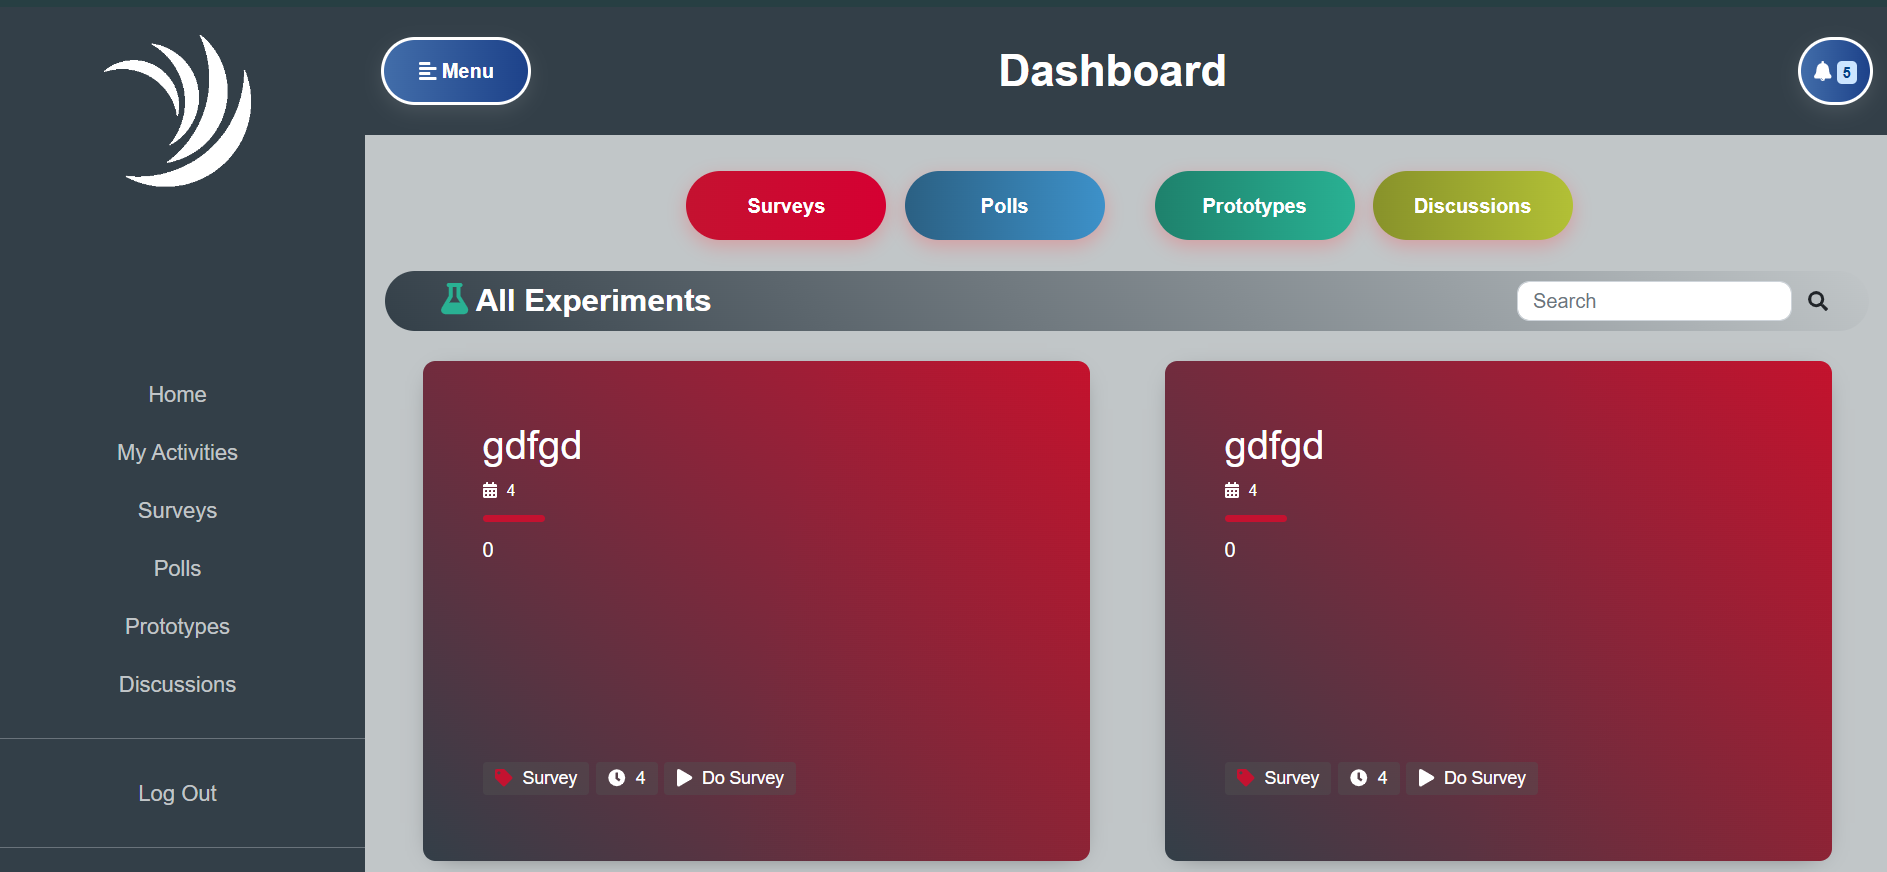 Menu
Dashboard
5
Surveys
Polls
Prototypes
Discussions
All Experiments
Search
Home
My Activities
Surveys
Polls
Prototypes
Discussions
Log Out
gdfgd
4
0
Survey
4
Do Survey
gdfgd
4
0
Survey
4
Do Survey